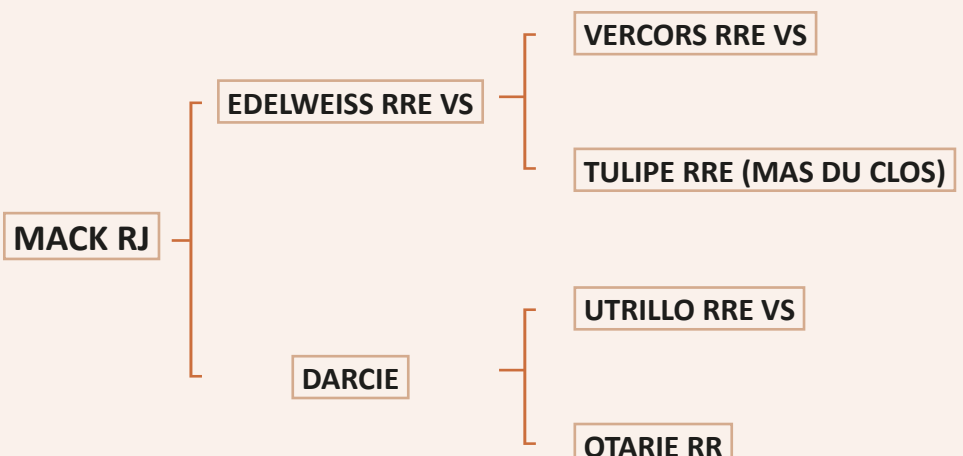 VERCORS RRE VS
EDELWEISS RRE VS
TULIPE RRE (MAS DU CLOS)
MACK RJ
UTRILLO RRE VS
DARCIE
OTARIE RR